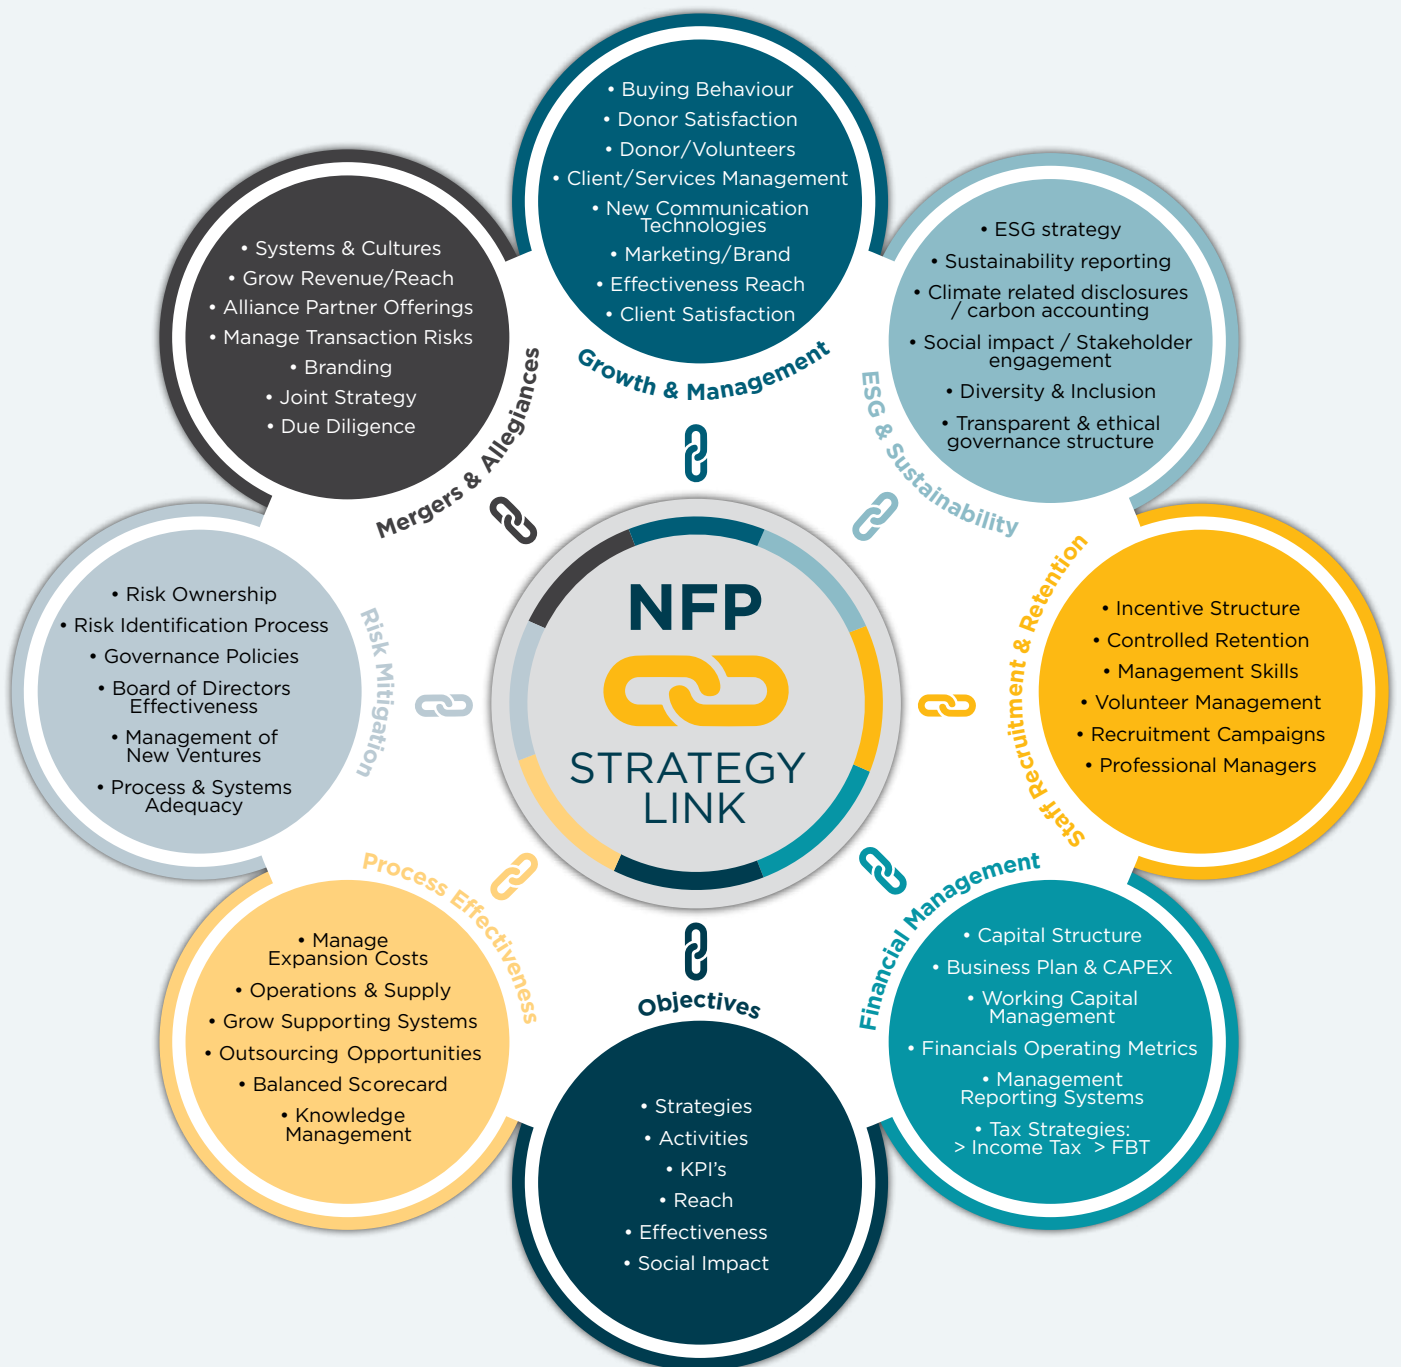 • Buying Behaviour
• Donor Satisfaction
• Donor/Volunteers
• Client/Services Management
• New Communication
Technologies
• Marketing/Brand
• Effectiveness Reach
• Client Satisfaction
Growth & Management
• ESG strategy
• Sustainability reporting
• Climate related disclosures
/ carbon accounting
• Social impact / Stakeholder
engagement
• Diversity & Inclusion
• Transparent & ethical
governance structure
ESG & Sustainability
• Incentive Structure
• Controlled Retention
• Management Skills
• Volunteer Management
• Recruitment Campaigns
• Professional Managers
Staff Recruitment & Retention
• Capital Structure
• Business Plan & CAPEX
• Working Capital
Management
• Financials Operating Metrics
• Management
Reporting Systems
• Tax Strategies:
> Income Tax > FBT
Financial Management
Objectives
• Strategies
• Activities
• KPI's
• Reach
• Effectiveness
• Social Impact
Process Effectiveness
• Manage
Expansion Costs
• Operations & Supply
• Grow Supporting Systems
• Outsourcing Opportunities
• Balanced Scorecard
• Knowledge
Management
Risk Mitigation
• Risk Ownership
• Risk Identification Process
• Governance Policies
• Board of Directors
Effectiveness
• Management of
New Ventures
• Process & Systems
Adequacy
Mergers & Allegiances
• Systems & Cultures
• Grow Revenue/Reach
• Alliance Partner Offerings
• Manage Transaction Risks
• Branding
• Joint Strategy
• Due Diligence
NFP
STRATEGY
LINK